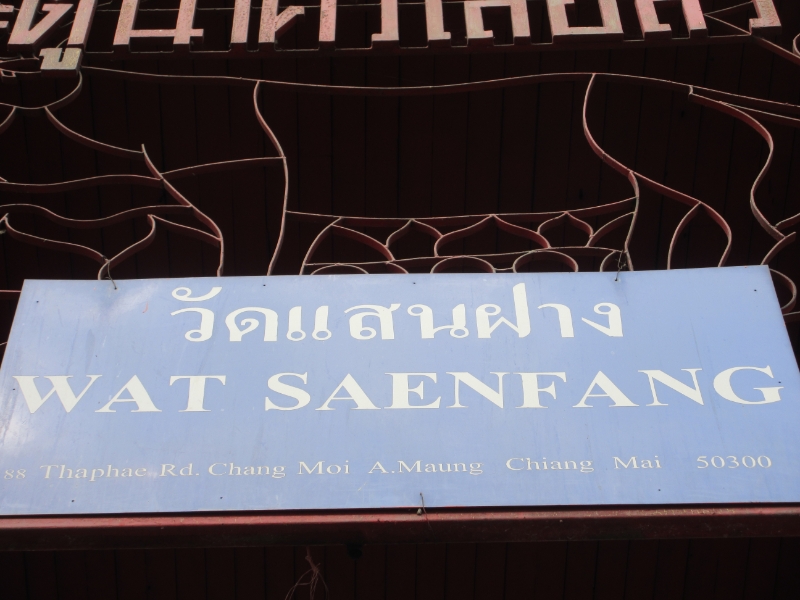 วัดแสนฝาง
WAT SAENFANG
88 Thaphae Rd. Chang Moi A.Maung Chiang Mai 50300